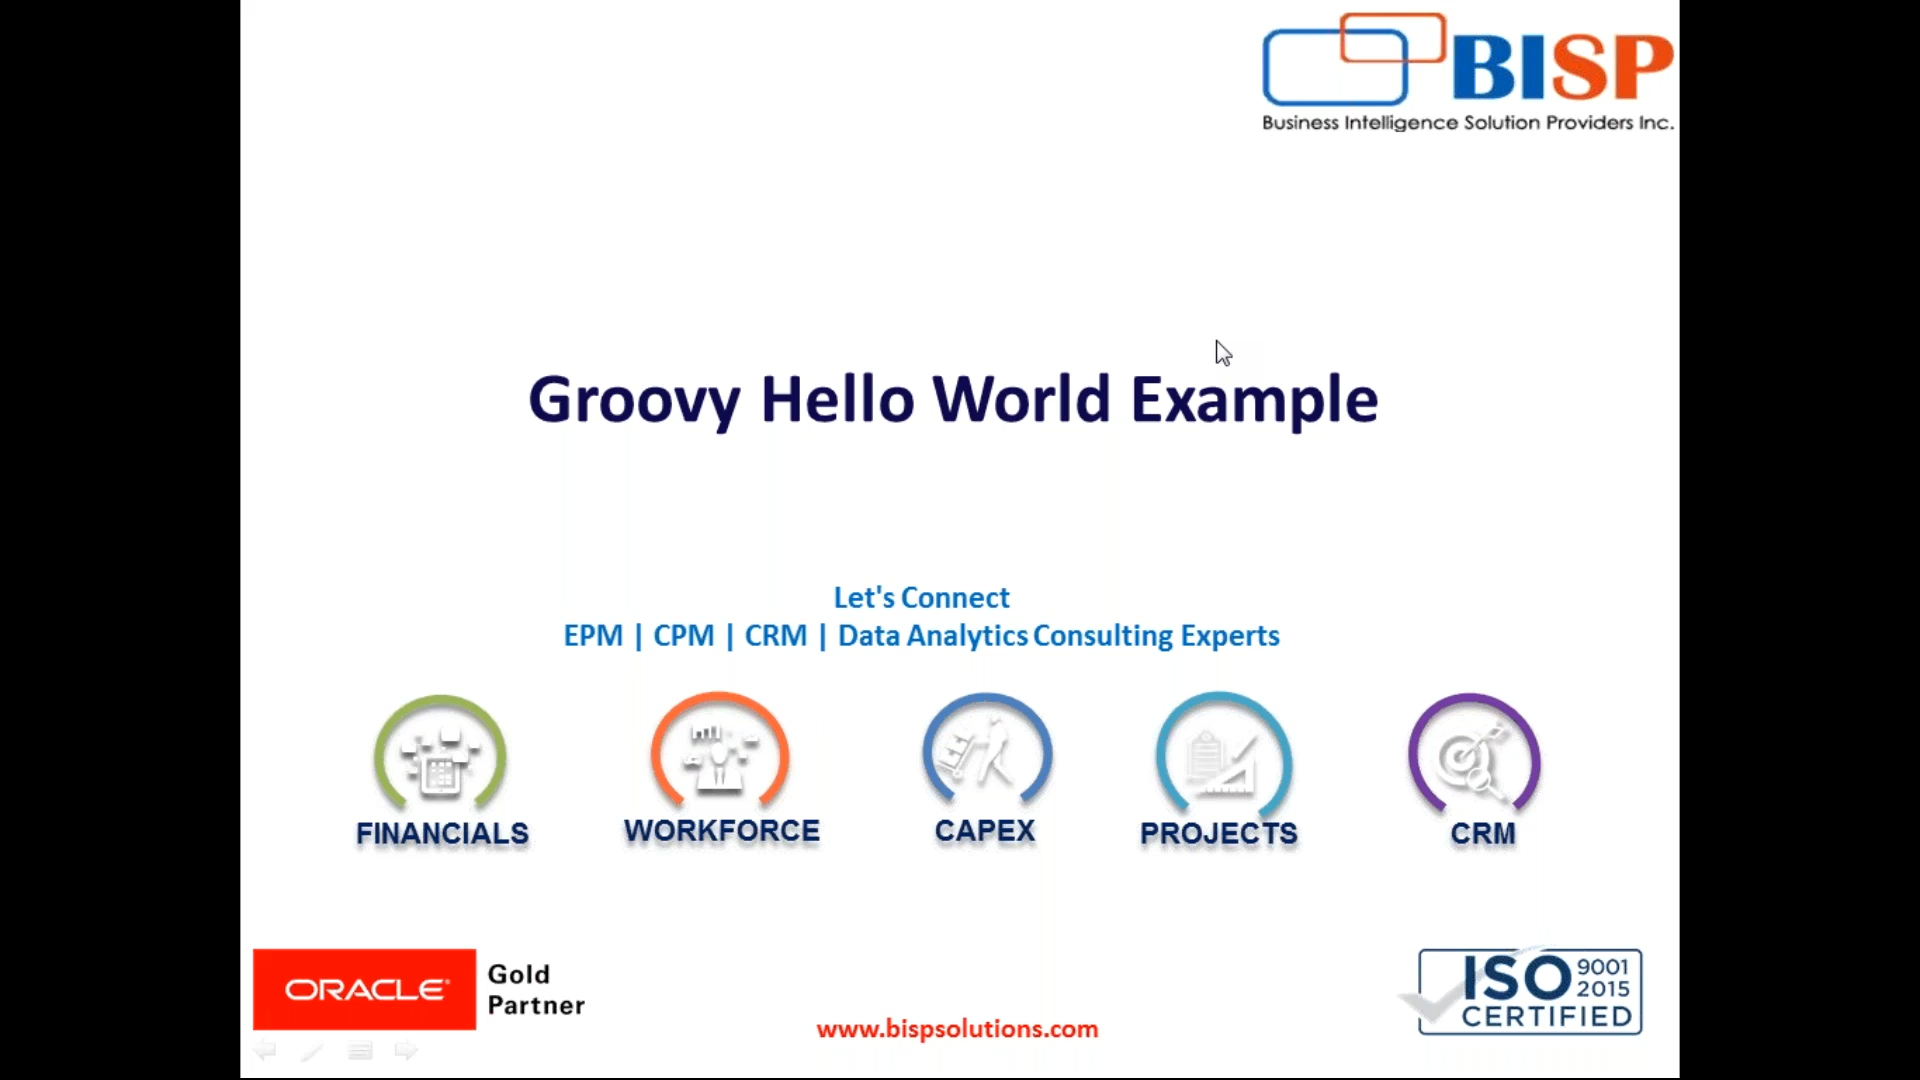 BISP
Business Intelligence Solution Providers Inc.
Groovy Hello World Example
Let's Connect
EPM | CPM | CRM | Data Analytics Consulting Experts
FINANCIALS
WORKFORCE
CAPEX
PROJECTS
CRM
ORACLE®
Gold
Partner
www.bispsolutions.com
ISO 9001
2015
CERTIFIED